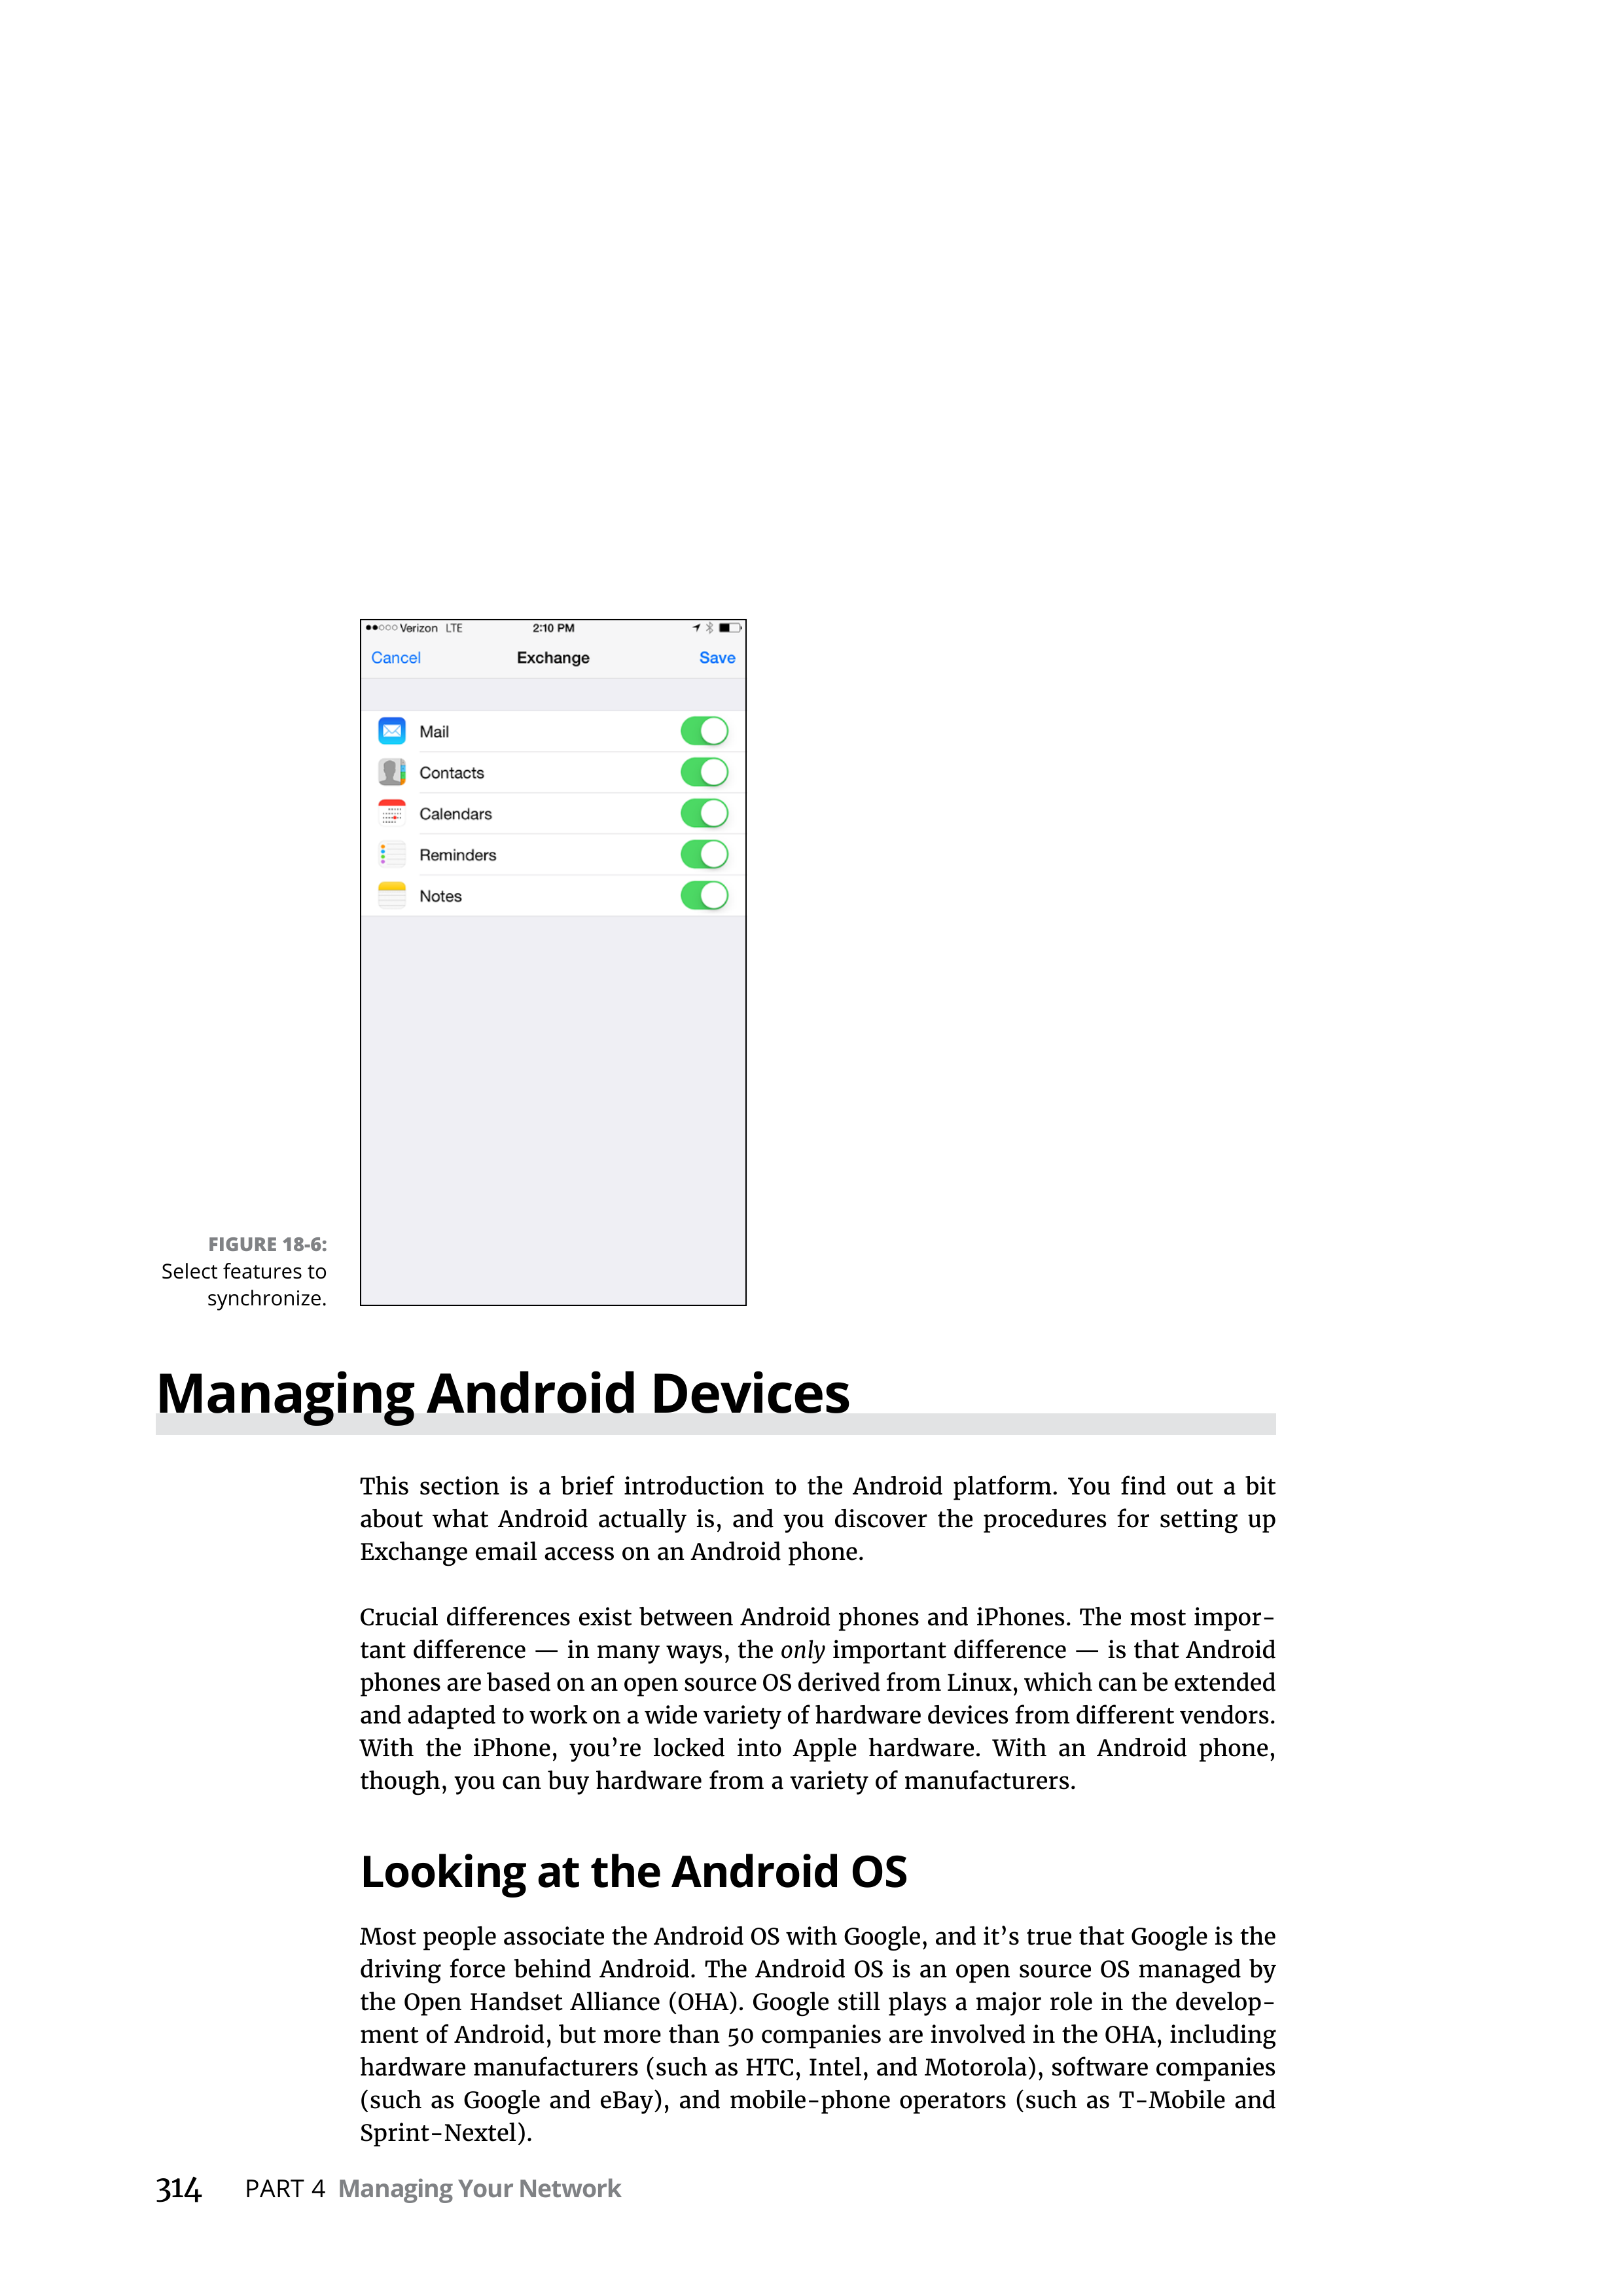 Verizon LTE 2:10 PM
Cancel Exchange Save
Mail
Contacts
Calendars
Reminders
Notes
FIGURE 18-6:
Select features to
synchronize.
Managing Android Devices
This section is a brief introduction to the Android platform. You find out a bit
about what Android actually is, and you discover the procedures for setting up
Exchange email access on an Android phone.
Crucial differences exist between Android phones and iPhones. The most impor-
tant difference — in many ways, the only important difference — is that Android
phones are based on an open source OS derived from Linux, which can be extended
and adapted to work on a wide variety of hardware devices from different vendors.
With the iPhone, you’re locked into Apple hardware. With an Android phone,
though, you can buy hardware from a variety of manufacturers.
Looking at the Android OS
Most people associate the Android OS with Google, and it’s true that Google is the
driving force behind Android. The Android OS is an open source OS managed by
the Open Handset Alliance (OHA). Google still plays a major role in the develop-
ment of Android, but more than 50 companies are involved in the OHA, including
hardware manufacturers (such as HTC, Intel, and Motorola), software companies
(such as Google and eBay), and mobile-phone operators (such as T-Mobile and
Sprint-Nextel).
314 PART 4 Managing Your Network